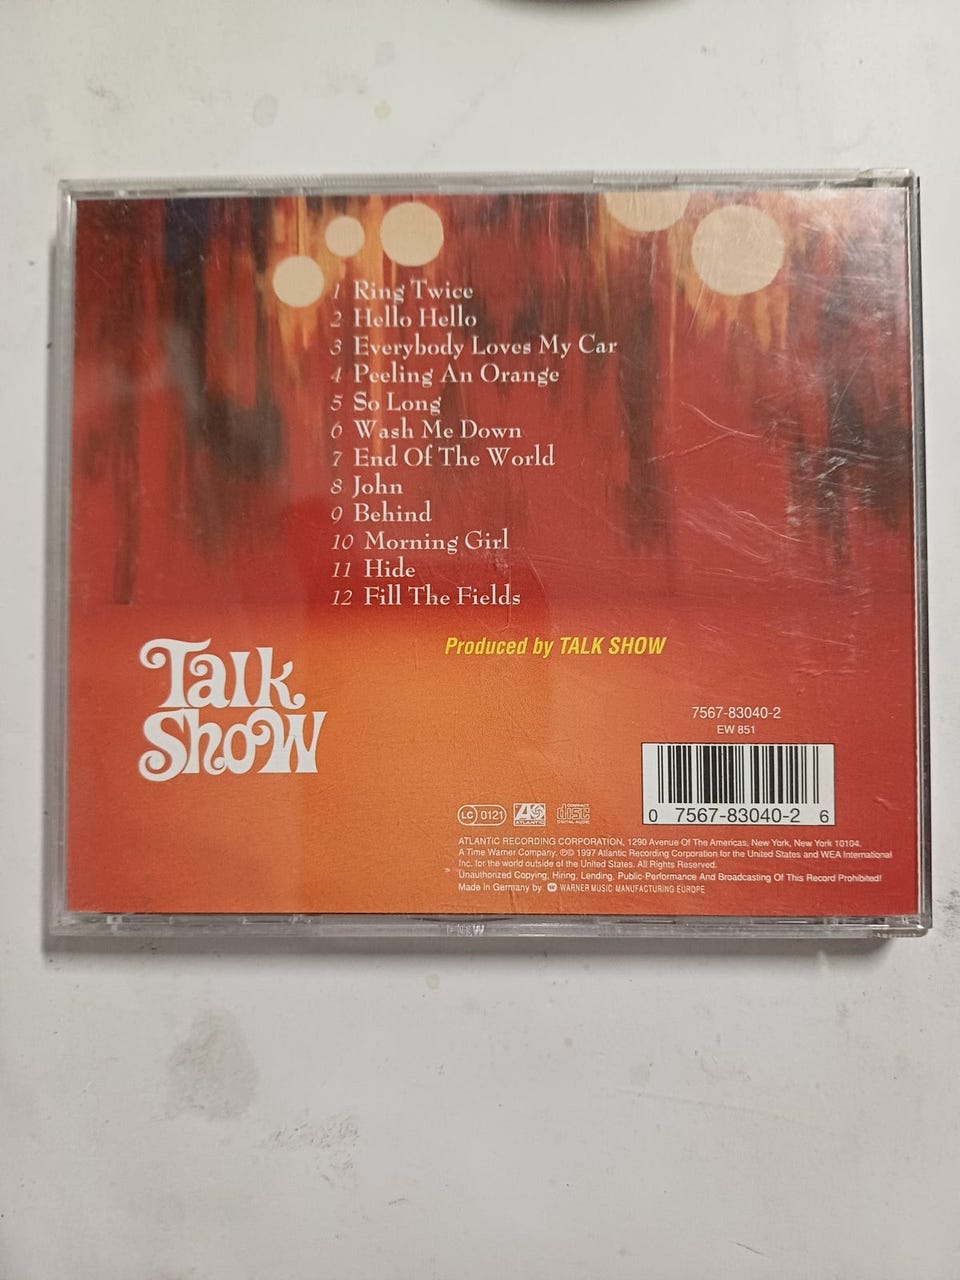 1 Ring Twice
2 Hello Hello
3 Everybody Loves My Car
4 Peeling An Orange
5 So Long
6 Wash Me Down
7 End Of The World
8 John
9 Behind
10 Morning Girl
11 Hide
12 Fill The Fields
Produced by TALK SHOW
Talk
Show
7567-83040-2
EW 851
0 7567-83040-2 6
LC 0121
ATLANTIC
COMPACT
disc
DIGITAL AUDIO
ATLANTIC RECORDING CORPORATION, 1290 Avenue Of The Americas, New York, New York 10104.
A Time Warner Company. ℗© 1997 Atlantic Recording Corporation for the United States and WEA International
Inc. for the world outside of the United States. All Rights Reserved.
Unauthorized Copying, Hiring, Lending, Public-Performance And Broadcasting Of This Record Prohibited!
Made in Germany by WARNER MUSIC MANUFACTURING EUROPE